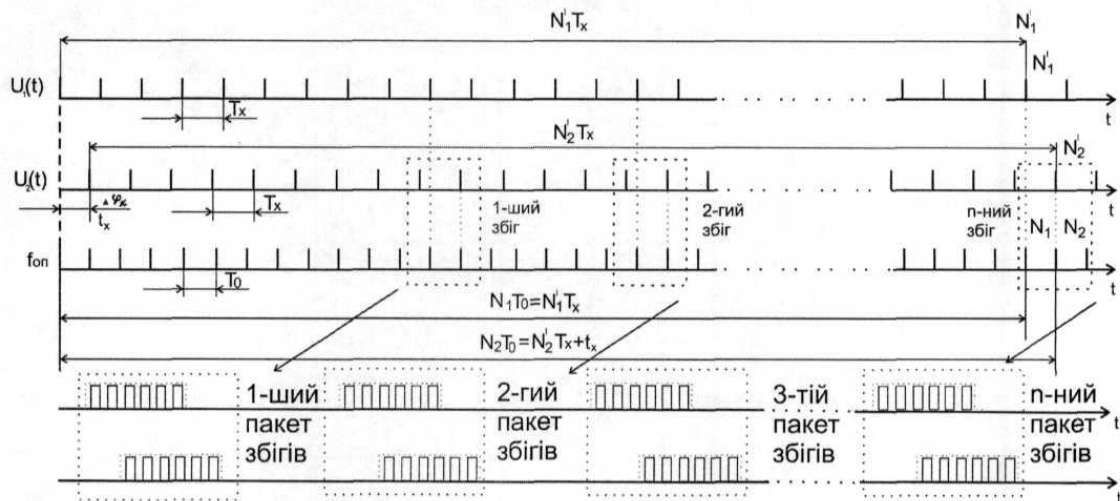 N'₁Tₓ
N'₁
N'₁
U₁(t)
Tₓ
t
N'₂Tₓ
N'₂
U₂(t)
Δφₓ
tₓ
Tₓ
1-ший
збіг
2-гий
збіг
n-ний
збіг
t
N₁
N₂
fоп
T₀
t
N₁T₀=N'₁Tₓ
N₂T₀=N'₂Tₓ+tₓ
1-ший
пакет
збігів
2-гий
пакет
збігів
3-тій
пакет
збігів
n-ний
пакет
збігів
t